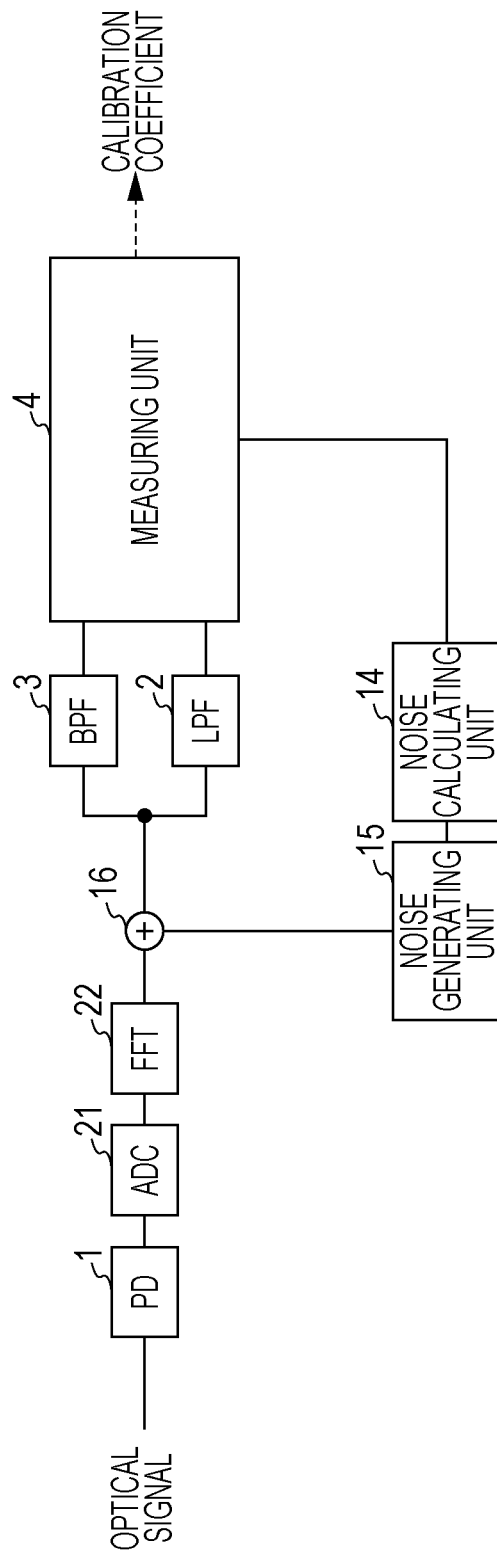 OPTICAL
SIGNAL
1
PD
21
ADC
22
FFT
16
+
3
BPF
2
LPF
4
MEASURING UNIT
CALIBRATION
COEFFICIENT
15
NOISE
GENERATING
UNIT
14
NOISE
CALCULATING
UNIT